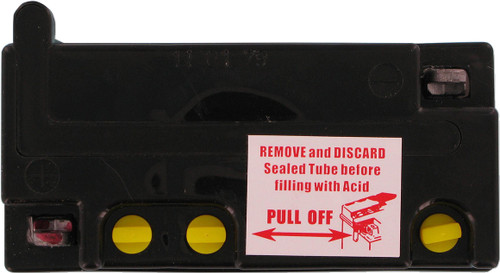 REMOVE and DISCARD
Sealed Tube before
filling with Acid
PULL OFF